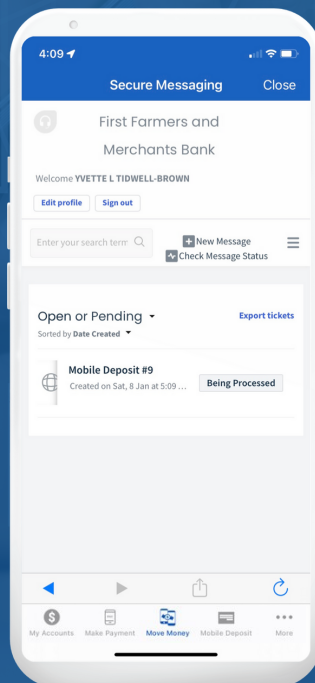 4:09
Secure Messaging Close
First Farmers and
Merchants Bank
Welcome YVETTE L TIDWELL-BROWN
Edit profile Sign out
Enter your search term
New Message
Check Message Status
Open or Pending
Export tickets
Sorted by Date Created
Mobile Deposit #9
Created on Sat, 8 Jan at 5:09 ...
Being Processed
My Accounts Make Payment Move Money Mobile Deposit More